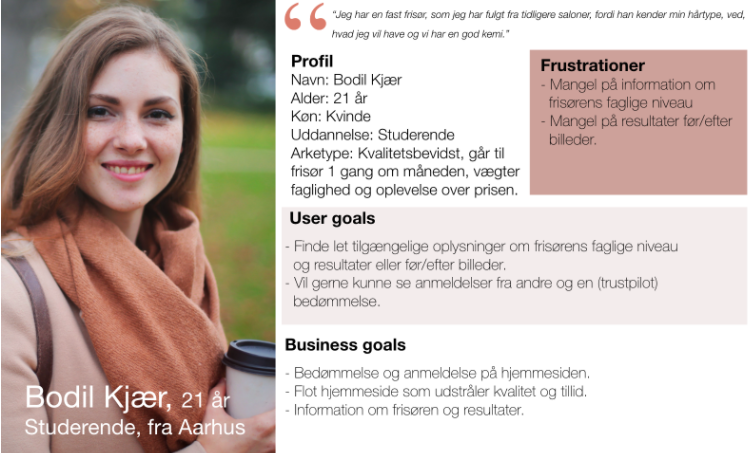 “Jeg har en fast frisør, som jeg har fulgt fra tidligere saloner, fordi han kender min hårtype, ved,
hvad jeg vil have og vi har en god kemi.”
Profil
Navn: Bodil Kjær
Alder: 21 år
Køn: Kvinde
Uddannelse: Studerende
Arketype: Kvalitetsbevidst, går til
frisør 1 gang om måneden, vægter
faglighed og oplevelse over prisen.
Frustrationer
- Mangel på information om
frisørens faglige niveau
- Mangel på resultater før/efter
billeder.
User goals
- Finde let tilgængelige oplysninger om frisørens faglige niveau
og resultater eller før/efter billeder.
- Vil gerne kunne se anmeldelser fra andre og en (trustpilot)
bedømmelse.
Business goals
- Bedømmelse og anmeldelse på hjemmesiden.
- Flot hjemmeside som udstråler kvalitet og tillid.
- Information om frisøren og resultater.
Bodil Kjær, 21 år
Studerende, fra Aarhus